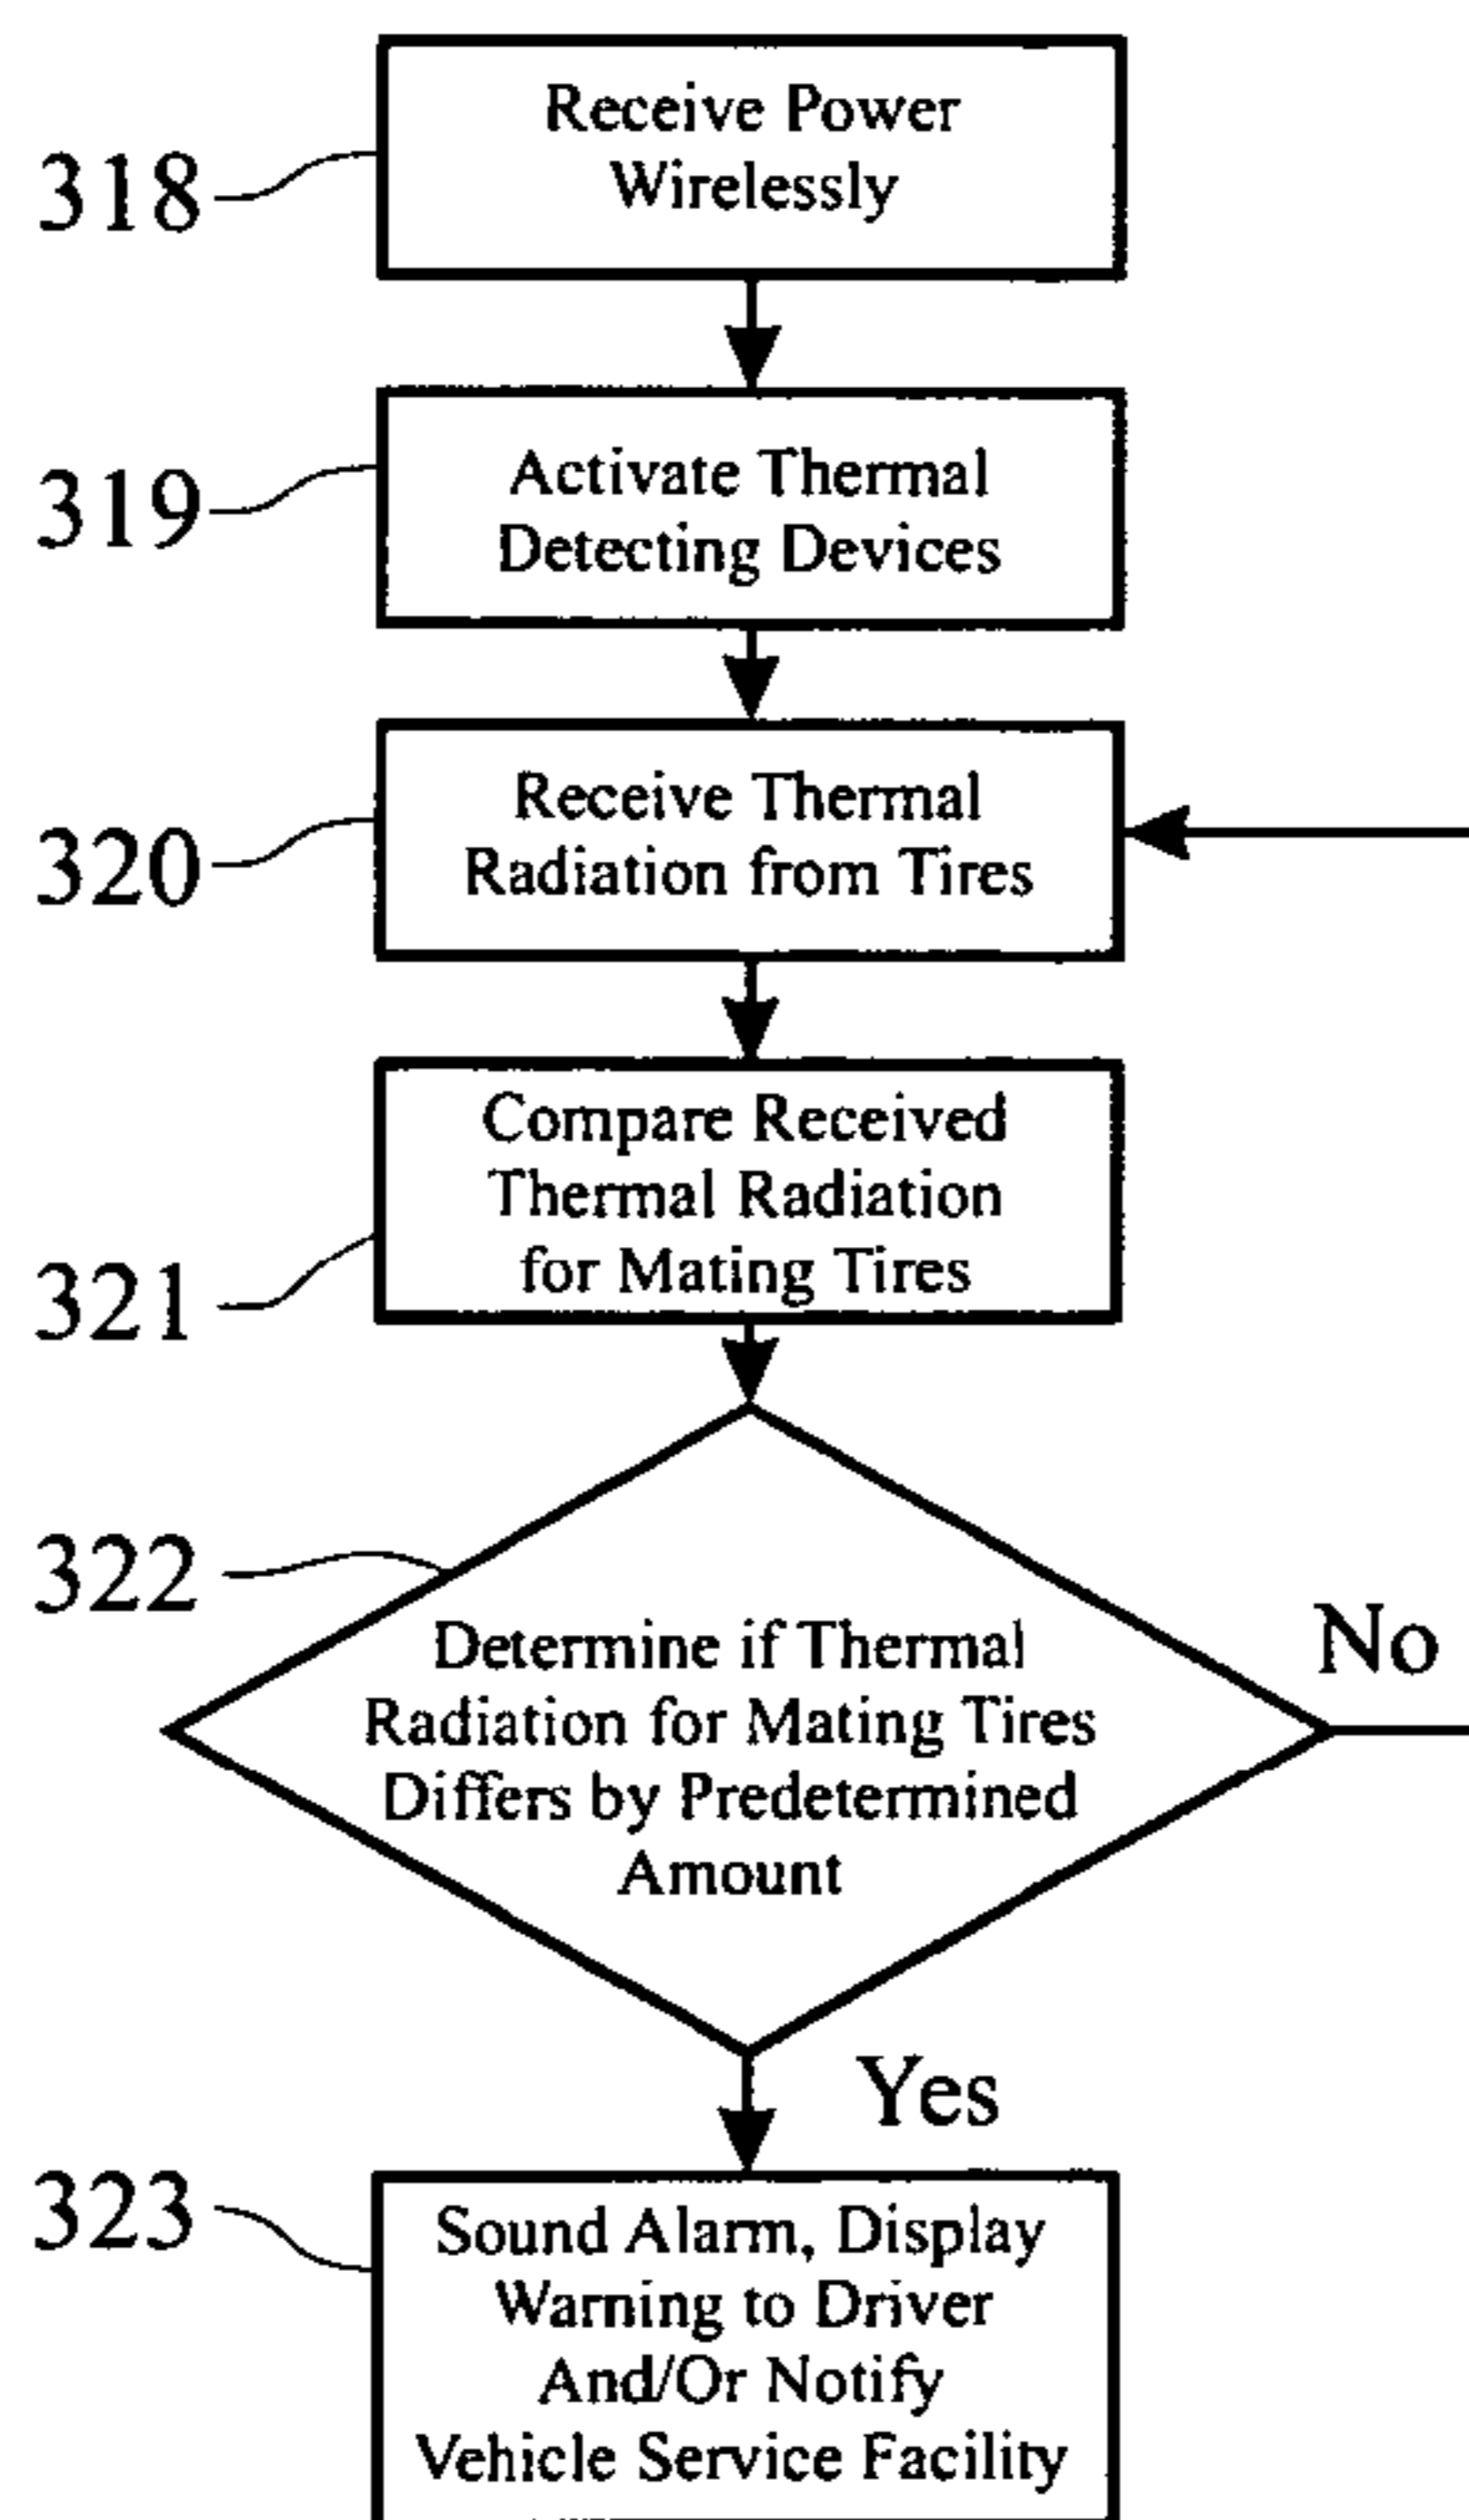 318
Receive Power
Wirelessly
319
Activate Thermal
Detecting Devices
320
Receive Thermal
Radiation from Tires
321
Compare Received
Thermal Radiation
for Mating Tires
322
Determine if Thermal
Radiation for Mating Tires
Differs by Predetermined
Amount
No
Yes
323
Sound Alarm, Display
Warning to Driver
And/Or Notify
Vehicle Service Facility